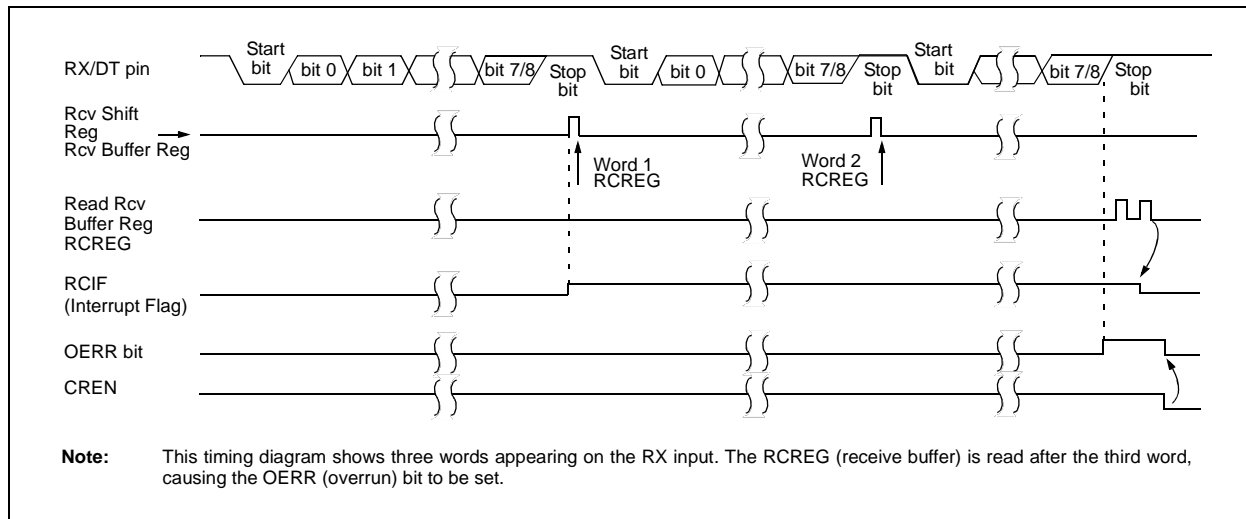 RX/DT pin
Start bit
bit 0
bit 1
bit 7/8
Stop bit
Start bit
bit 0
bit 7/8
Stop bit
Start bit
bit 7/8
Stop bit
Rcv Shift
Reg
Rcv Buffer Reg
Word 1
RCREG
Word 2
RCREG
Read Rcv
Buffer Reg
RCREG
RCIF
(Interrupt Flag)
OERR bit
CREN
Note: This timing diagram shows three words appearing on the RX input. The RCREG (receive buffer) is read after the third word,
causing the OERR (overrun) bit to be set.